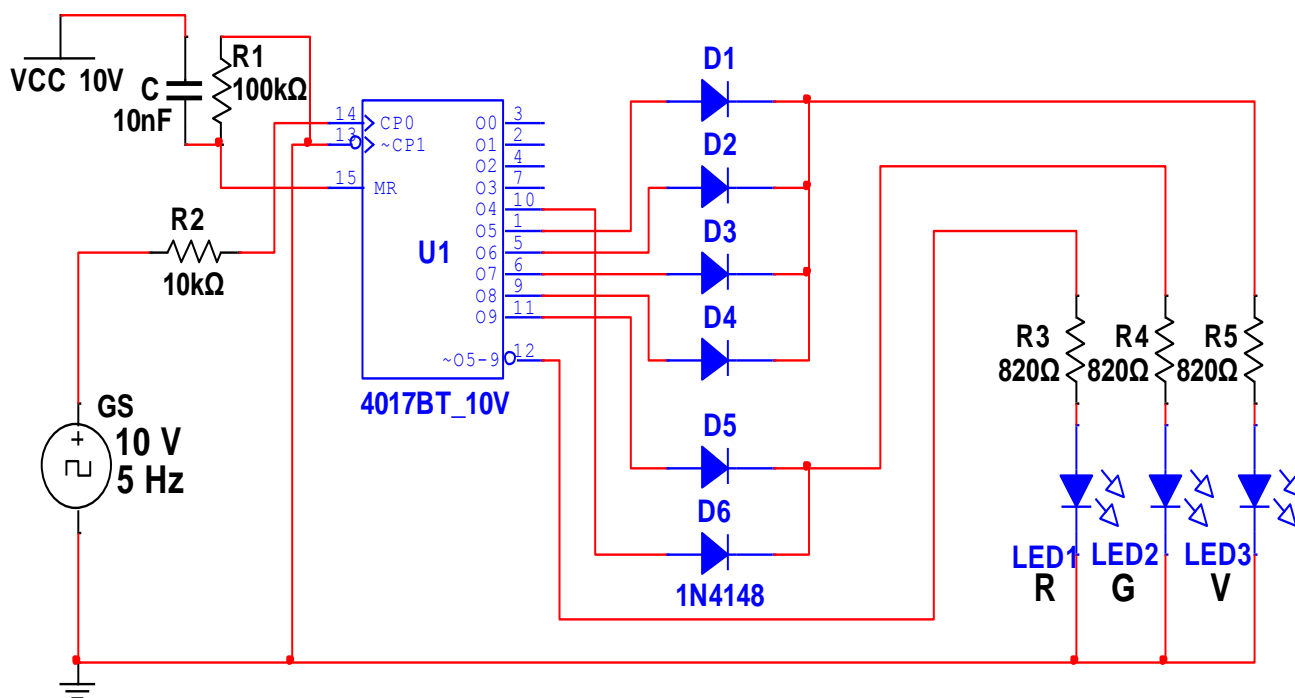 VCC 10V
C
10nF
R1
100kΩ
14
CP0
13
~CP1
15
MR
O0
3
O1
2
O2
4
O3
7
O4
10
O5
1
O6
5
O7
6
O8
9
O9
11
~O5-9
12
U1
4017BT_10V
R2
10kΩ
GS
10 V
5 Hz
D1
D2
D3
D4
D5
D6
1N4148
R3
820Ω
R4
820Ω
R5
820Ω
LED1
R
LED2
G
LED3
V